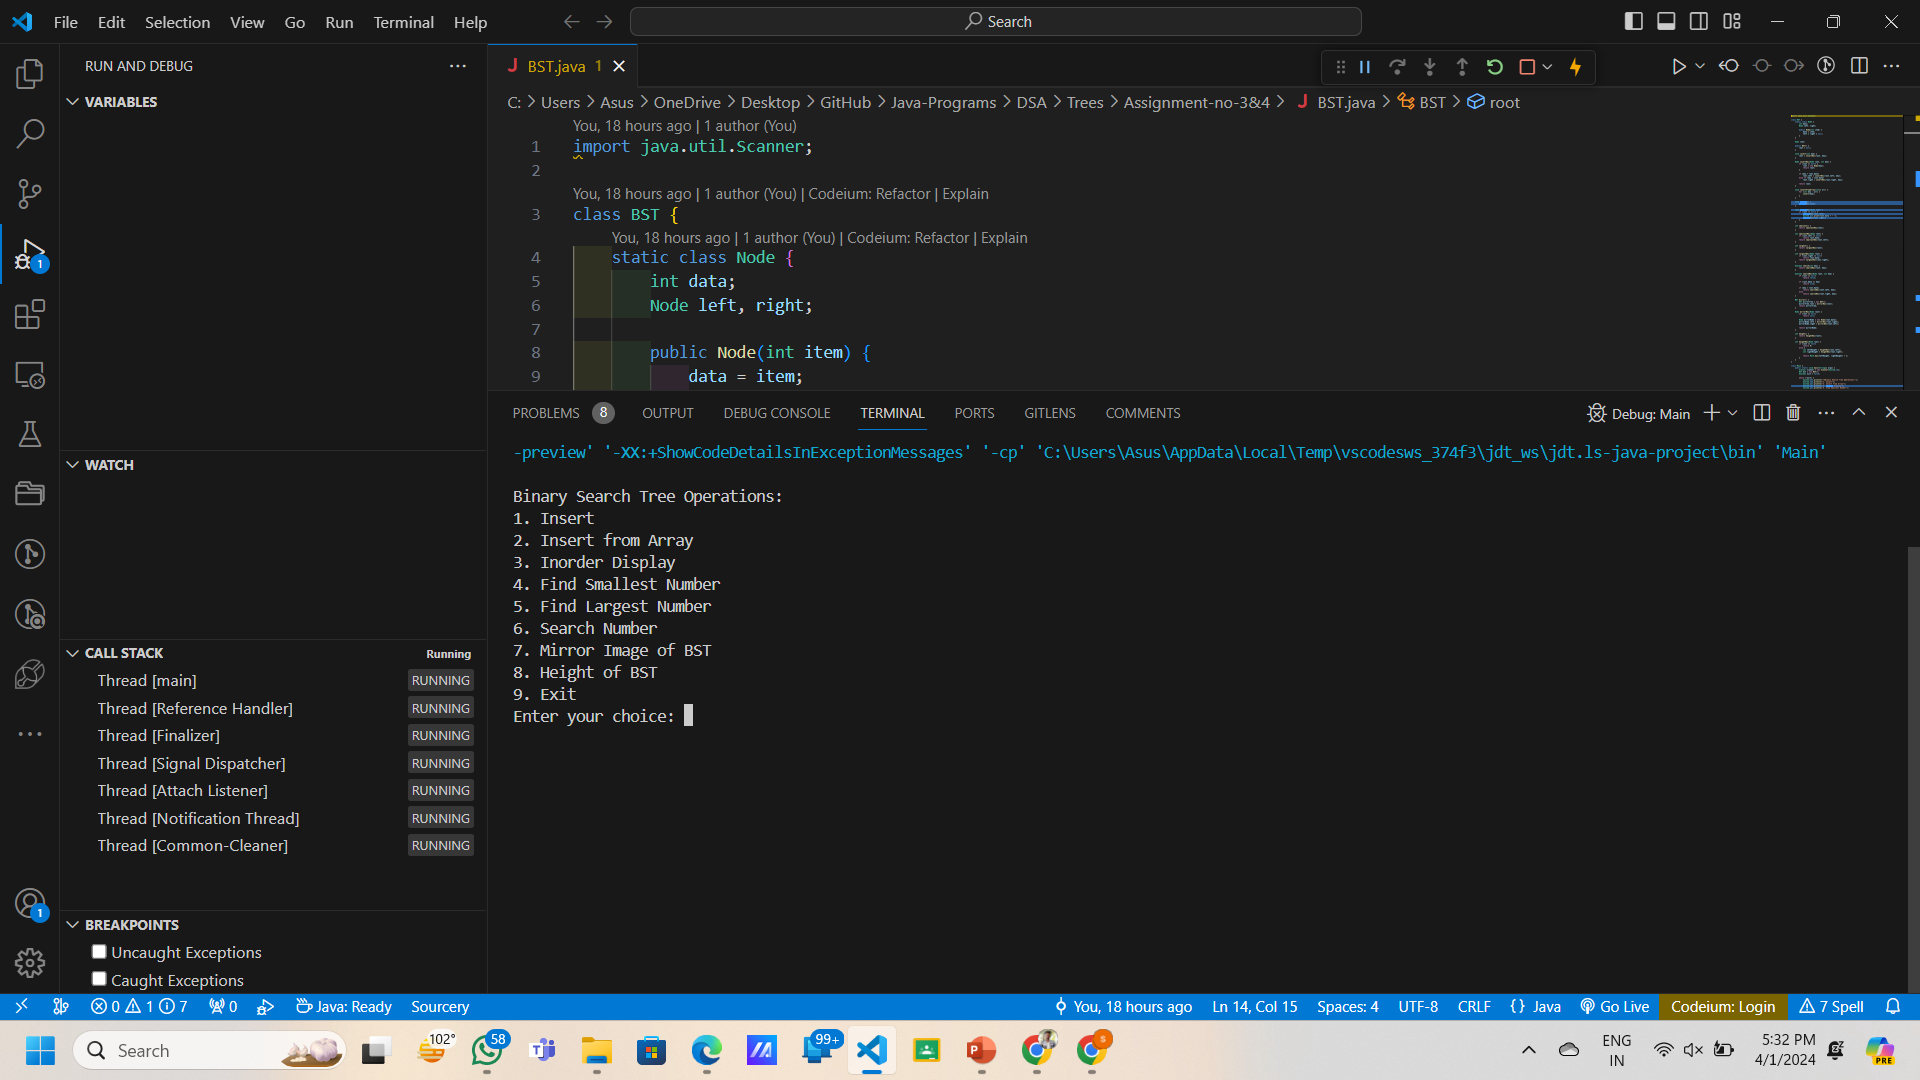 File Edit Selection View Go Run Terminal Help
Search
RUN AND DEBUG
VARIABLES
WATCH
CALL STACK Running
Thread [main] RUNNING
Thread [Reference Handler] RUNNING
Thread [Finalizer] RUNNING
Thread [Signal Dispatcher] RUNNING
Thread [Attach Listener] RUNNING
Thread [Notification Thread] RUNNING
Thread [Common-Cleaner] RUNNING
BREAKPOINTS
Uncaught Exceptions
Caught Exceptions
1
1
J BST.java 1
C: > Users > Asus > OneDrive > Desktop > GitHub > Java-Programs > DSA > Trees > Assignment-no-3&4 > J BST.java > BST > root
You, 18 hours ago | 1 author (You)
1 import java.util.Scanner;
2
You, 18 hours ago | 1 author (You) | Codeium: Refactor | Explain
3 class BST {
You, 18 hours ago | 1 author (You) | Codeium: Refactor | Explain
4 static class Node {
5 int data;
6 Node left, right;
7
8 public Node(int item) {
9 data = item;
PROBLEMS 8 OUTPUT DEBUG CONSOLE TERMINAL PORTS GITLENS COMMENTS
Debug: Main
-preview' '-XX:+ShowCodeDetailsInExceptionMessages' '-cp' 'C:\Users\Asus\AppData\Local\Temp\vscodesws_374f3\jdt_ws\jdt.ls-java-project\bin' 'Main'
Binary Search Tree Operations:
1. Insert
2. Insert from Array
3. Inorder Display
4. Find Smallest Number
5. Find Largest Number
6. Search Number
7. Mirror Image of BST
8. Height of BST
9. Exit
Enter your choice:
0 1 7 0 Java: Ready Sourcery
You, 18 hours ago Ln 14, Col 15 Spaces: 4 UTF-8 CRLF {} Java Go Live Codeium: Login 7 Spell
Search
102° 58 99+
ENG
IN
5:32 PM
4/1/2024
PRE